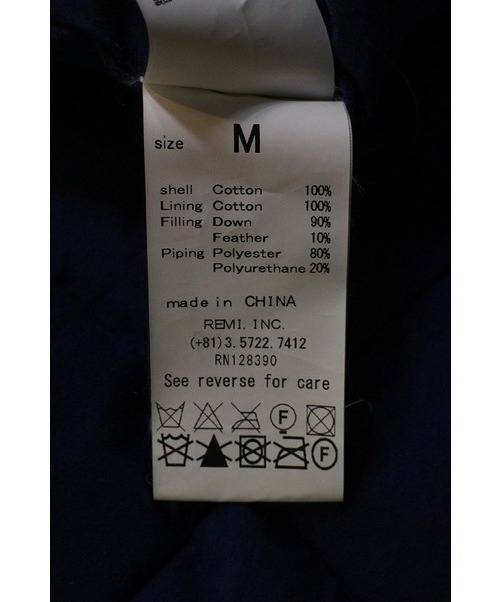 size M
shell Cotton 100%
Lining Cotton 100%
Filling Down 90%
Feather 10%
Piping Polyester 80%
Polyurethane 20%
made in CHINA
REMI, INC.
(+81)3.5722.7412
RN128390
See reverse for care
F
F